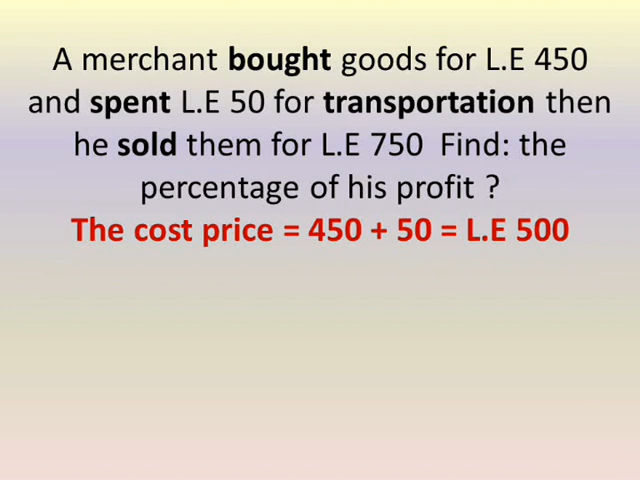 A merchant bought goods for L.E 450
and spent L.E 50 for transportation then
he sold them for L.E 750  Find: the
percentage of his profit ?
The cost price = 450 + 50 = L.E 500